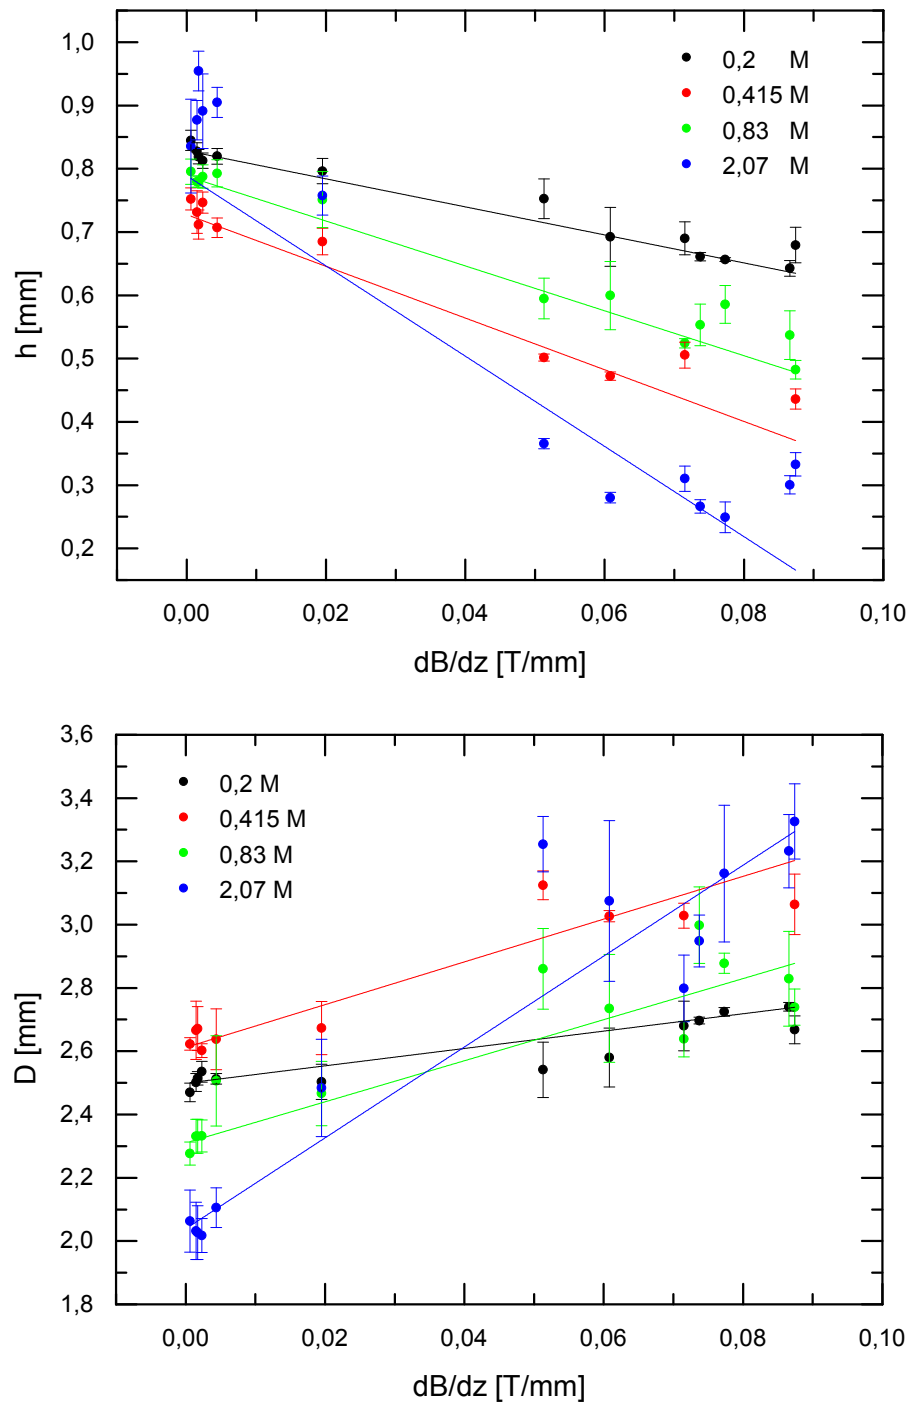 1,0
0,9
0,8
0,7
0,6
0,5
0,4
0,3
0,2
h [mm]
0,2 M
0,415 M
0,83 M
2,07 M
0,00 0,02 0,04 0,06 0,08 0,10
dB/dz [T/mm]
3,6
3,4
3,2
3,0
2,8
2,6
2,4
2,2
2,0
1,8
D [mm]
0,2 M
0,415 M
0,83 M
2,07 M
0,00 0,02 0,04 0,06 0,08 0,10
dB/dz [T/mm]